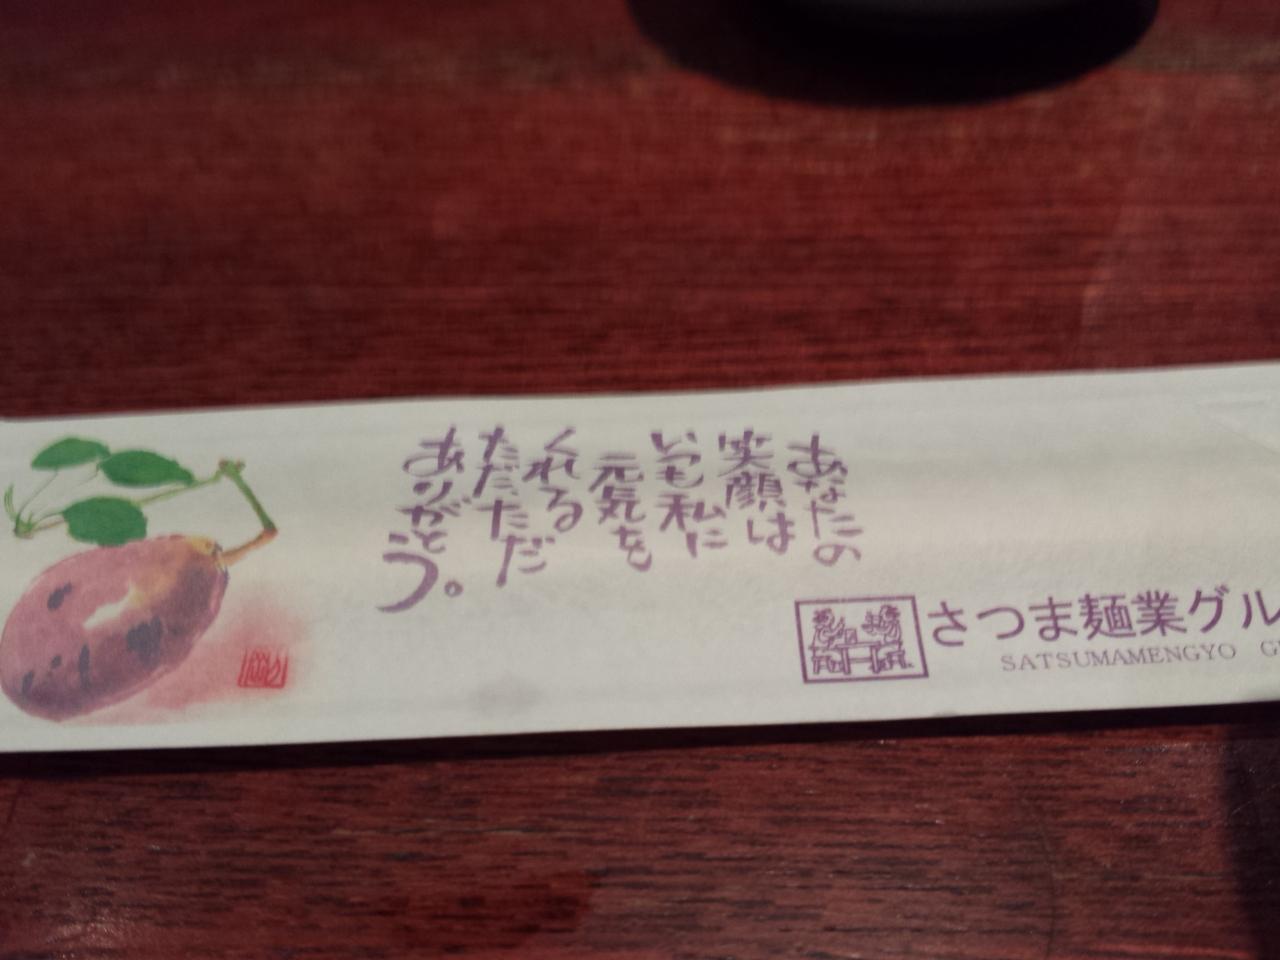 あなたの
笑顔は
いつも私に
元気を
くれる
ただただ
ありがとう。
さつま麺業グル
SATSUMAMENGYO G